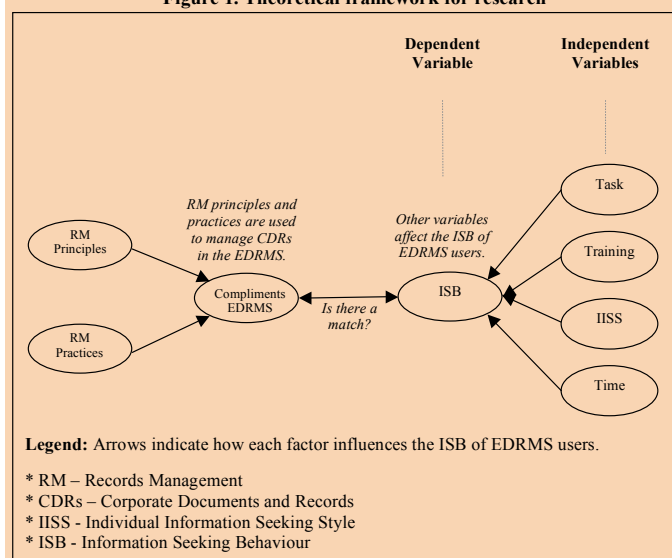 Figure 1. Theoretical framework for research
Dependent
Variable
Independent
Variables
RM principles and
practices are used
to manage CDRs
in the EDRMS.
Other variables
affect the ISB of
EDRMS users.
RM
Principles
RM
Practices
Compliments
EDRMS
Is there a
match?
ISB
Task
Training
IISS
Time
Legend: Arrows indicate how each factor influences the ISB of EDRMS users.
* RM – Records Management
* CDRs – Corporate Documents and Records
* IISS - Individual Information Seeking Style
* ISB - Information Seeking Behaviour